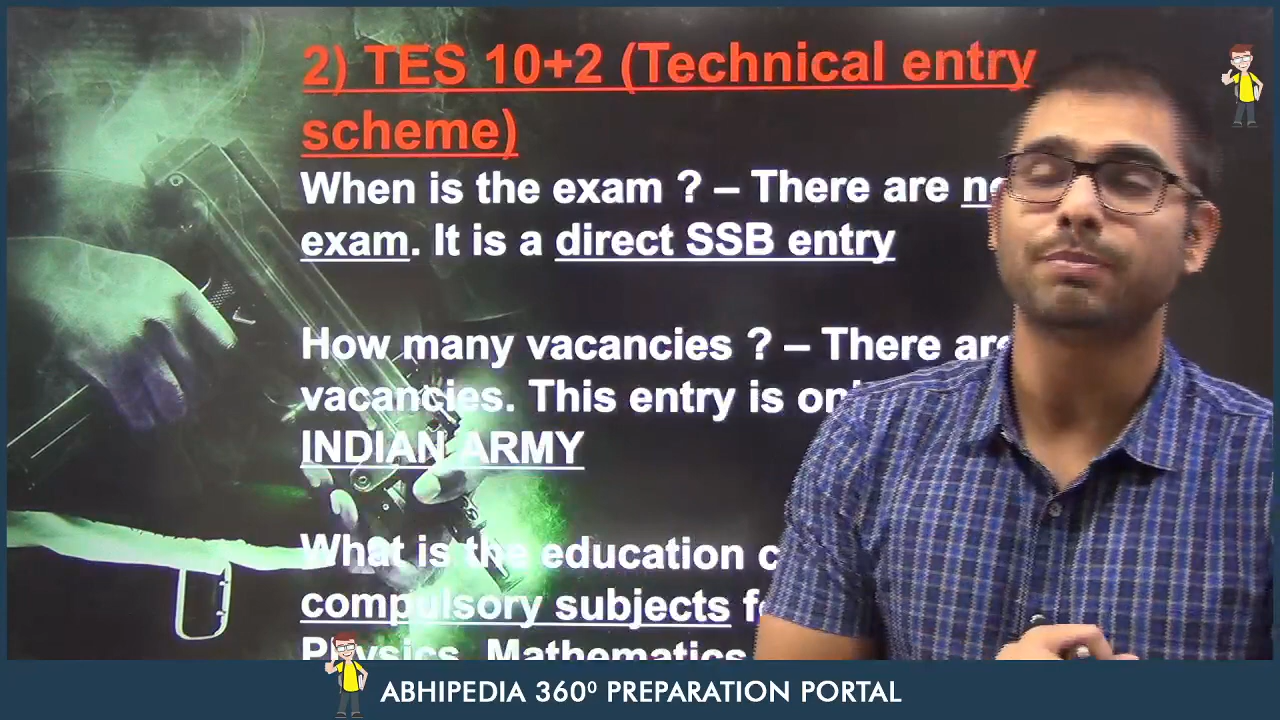 2) TES 10+2 (Technical entry
scheme)
When is the exam ? – There are
exam. It is a direct SSB entry
How many vacancies ? – There are
vacancies. This entry is
INDIAN ARMY
What is the education
compulsory subjects
Physics, Mathematics
ABHIPEDIA 360⁰ PREPARATION PORTAL